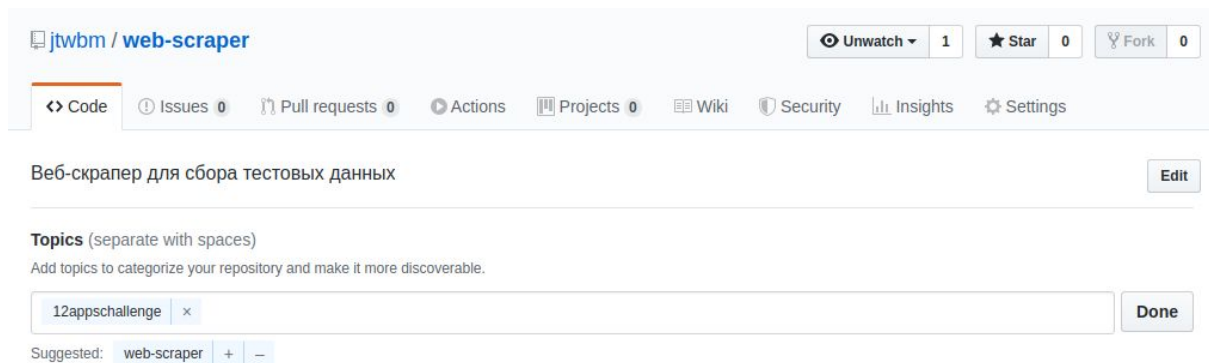 jtwbm / web-scraper
Unwatch 1 Star 0 Fork 0
Code Issues 0 Pull requests 0 Actions Projects 0 Wiki Security Insights Settings
Веб-скрапер для сбора тестовых данных
Edit
Topics (separate with spaces)
Add topics to categorize your repository and make it more discoverable.
12appschallenge ×
Done
Suggested: web-scraper + –